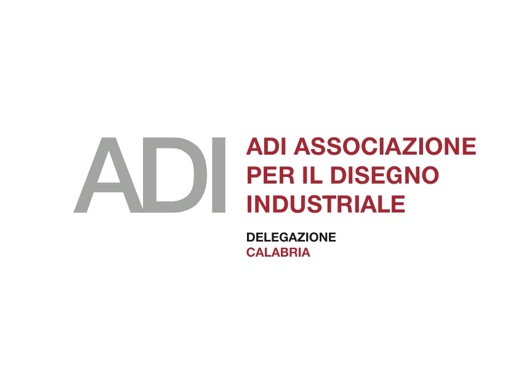 ADI
ADI ASSOCIAZIONE
PER IL DISEGNO
INDUSTRIALE
DELEGAZIONE
CALABRIA